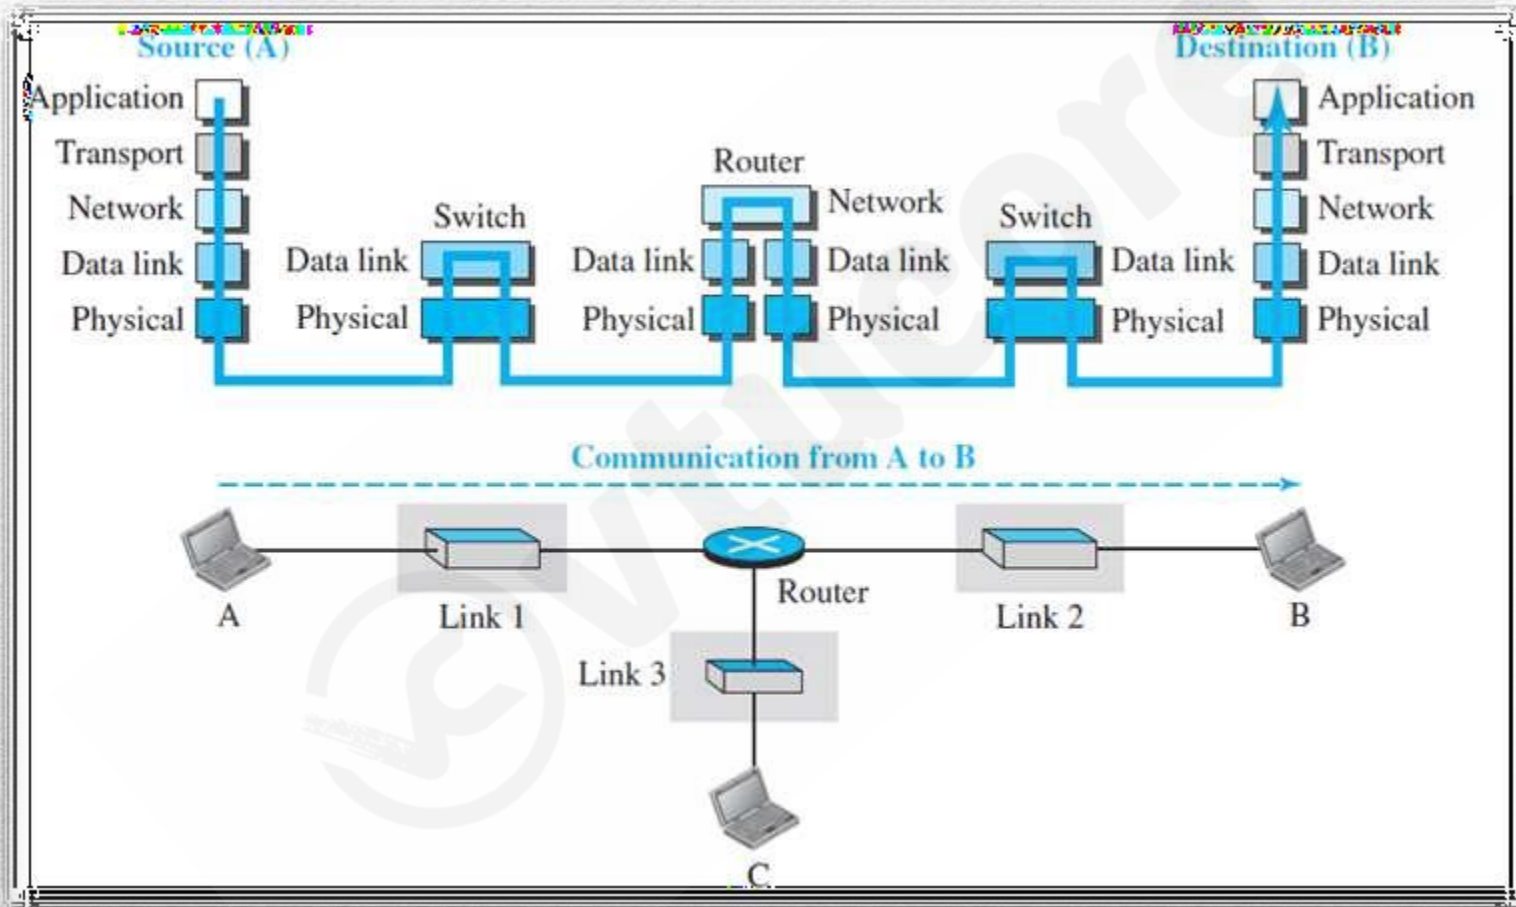 Source (A)
Destination (B)
Application
Transport
Network
Data link
Physical
Switch
Data link
Physical
Router
Network
Data link
Data link
Physical
Physical
Switch
Data link
Physical
Application
Transport
Network
Data link
Physical
Communication from A to B
A
Link 1
Router
Link 2
B
Link 3
C
vtucore